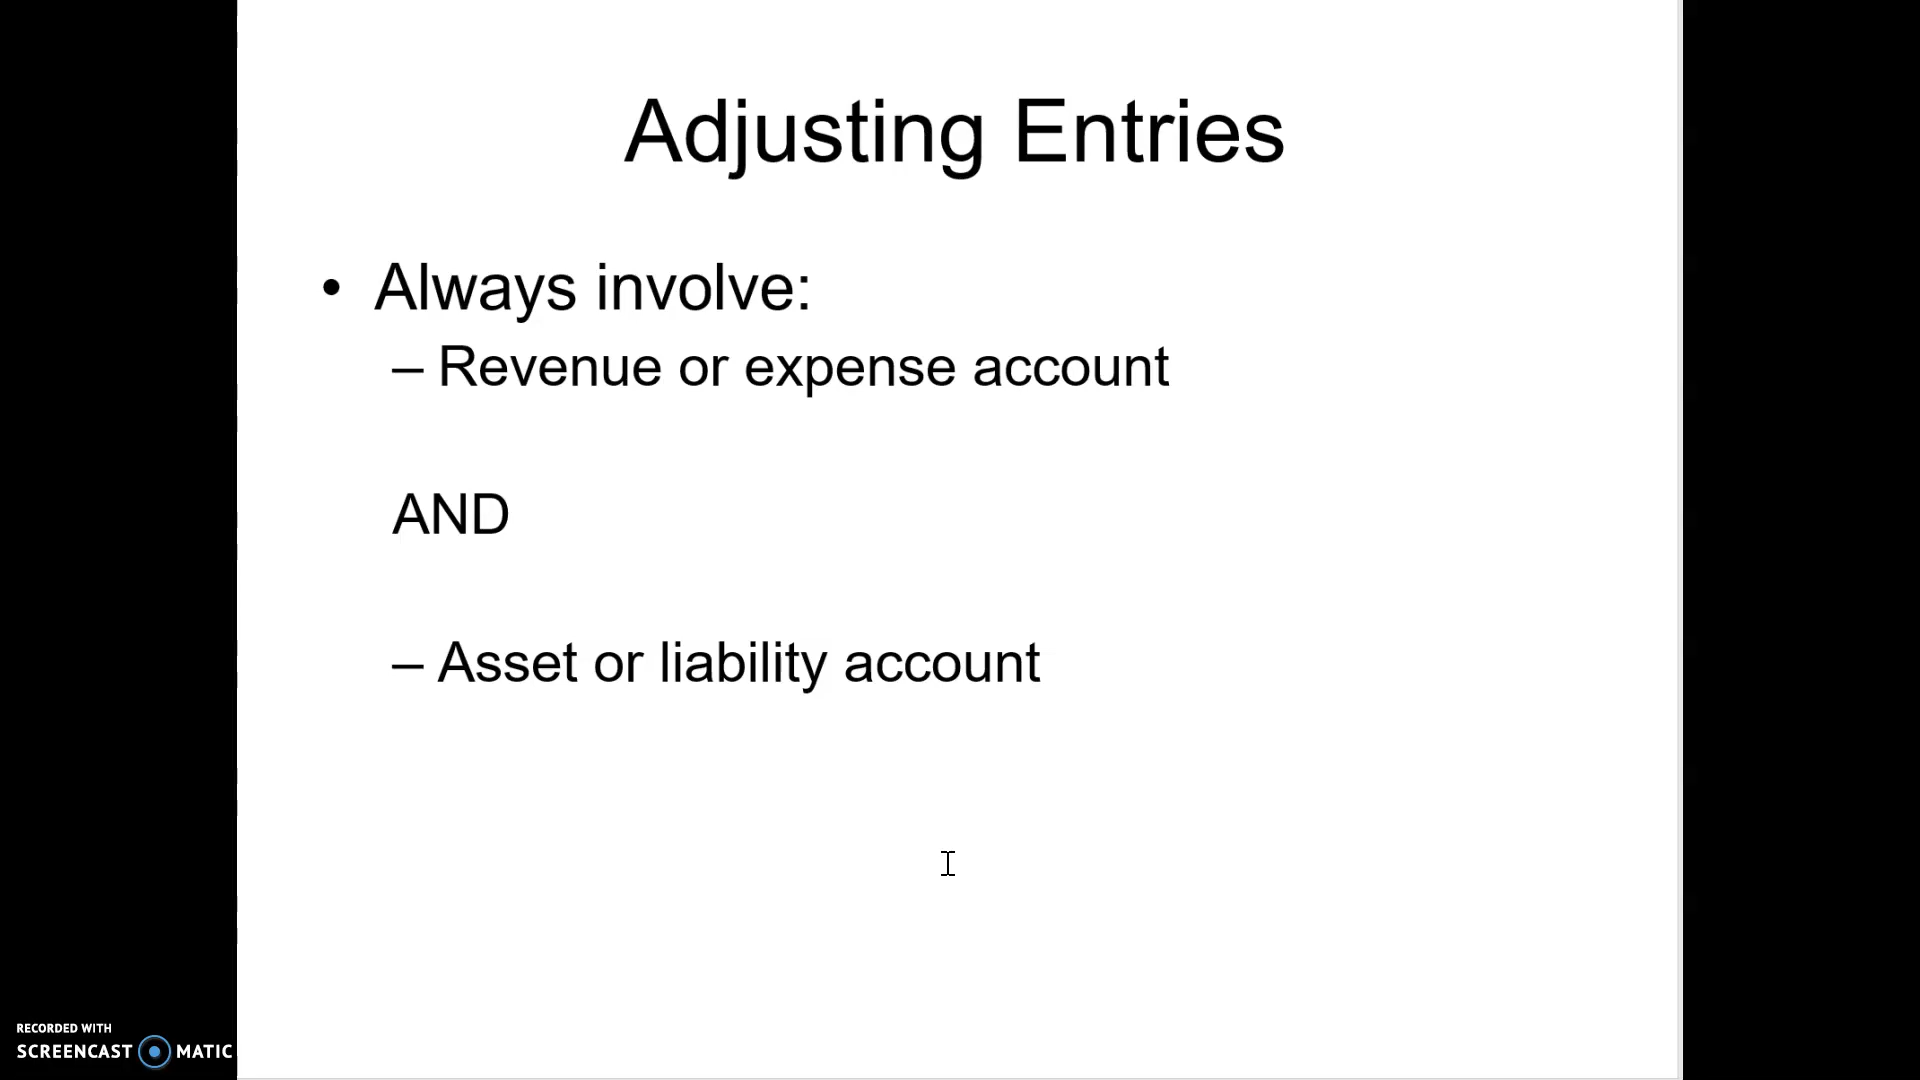 Adjusting Entries
• Always involve:
– Revenue or expense account
AND
– Asset or liability account
RECORDED WITH
SCREENCAST MATIC